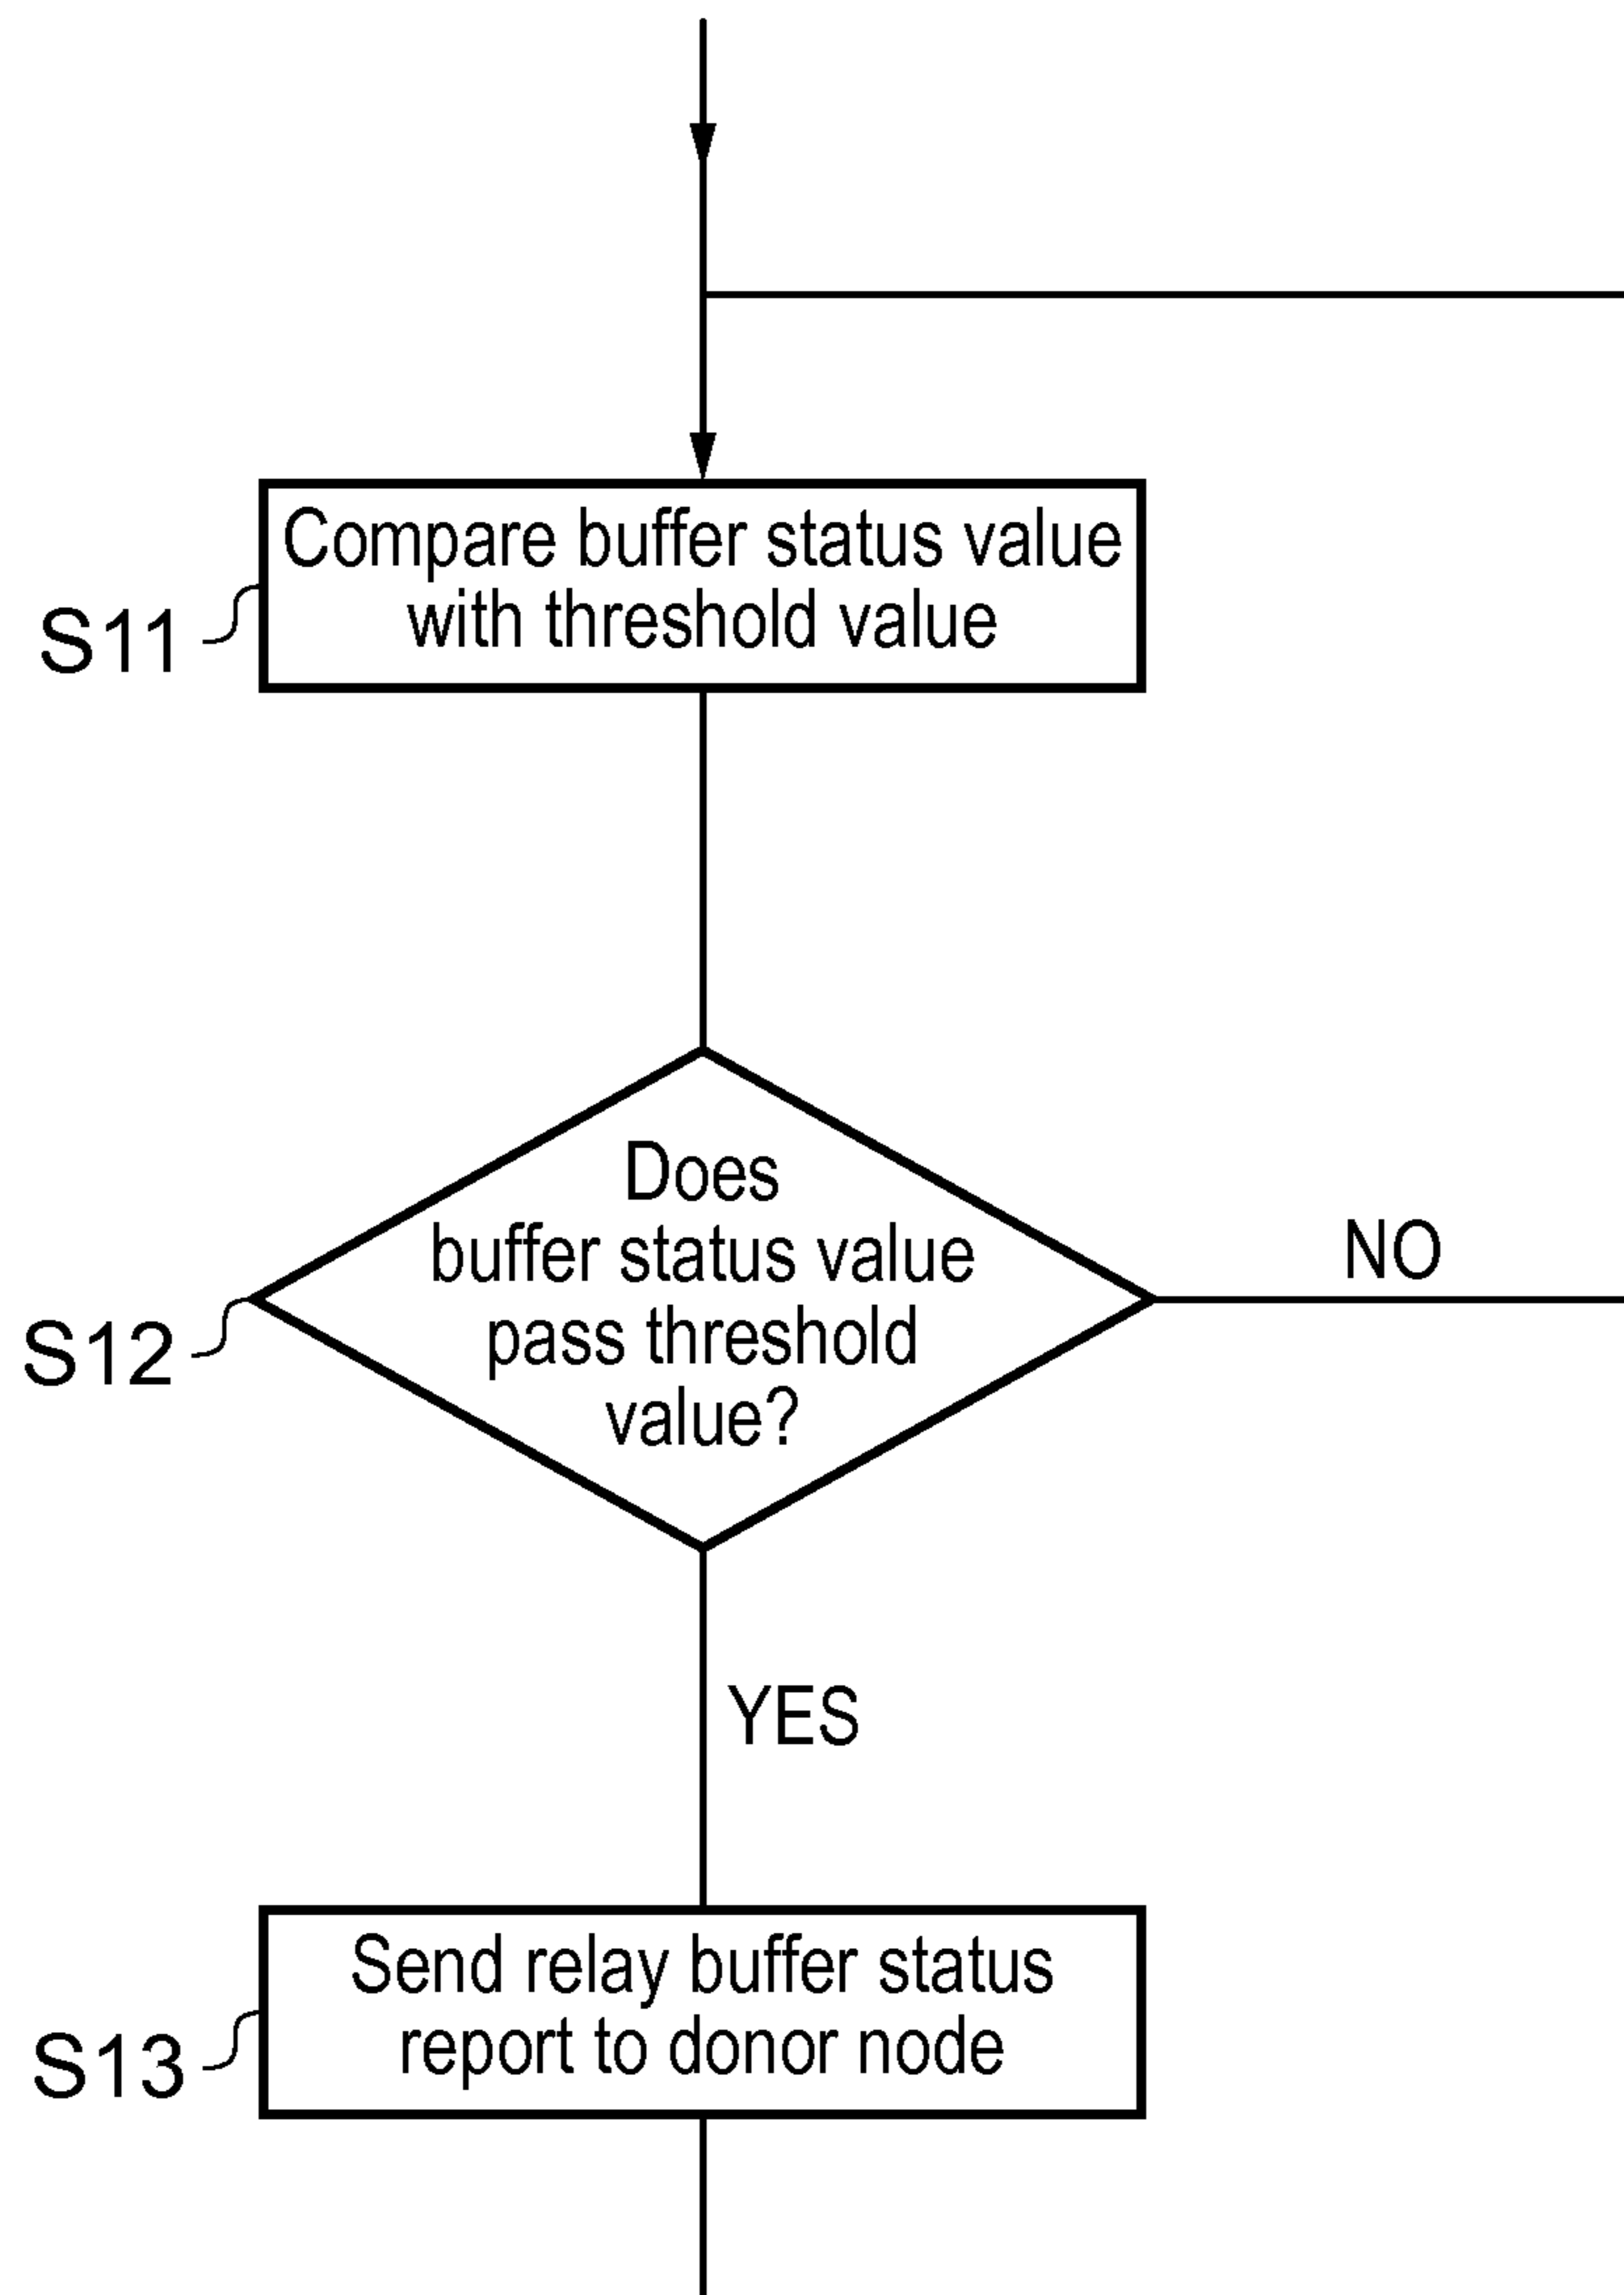 Compare buffer status value
with threshold value
S11
Does
buffer status value
pass threshold
value?
NO
S12
YES
Send relay buffer status
report to donor node
S13